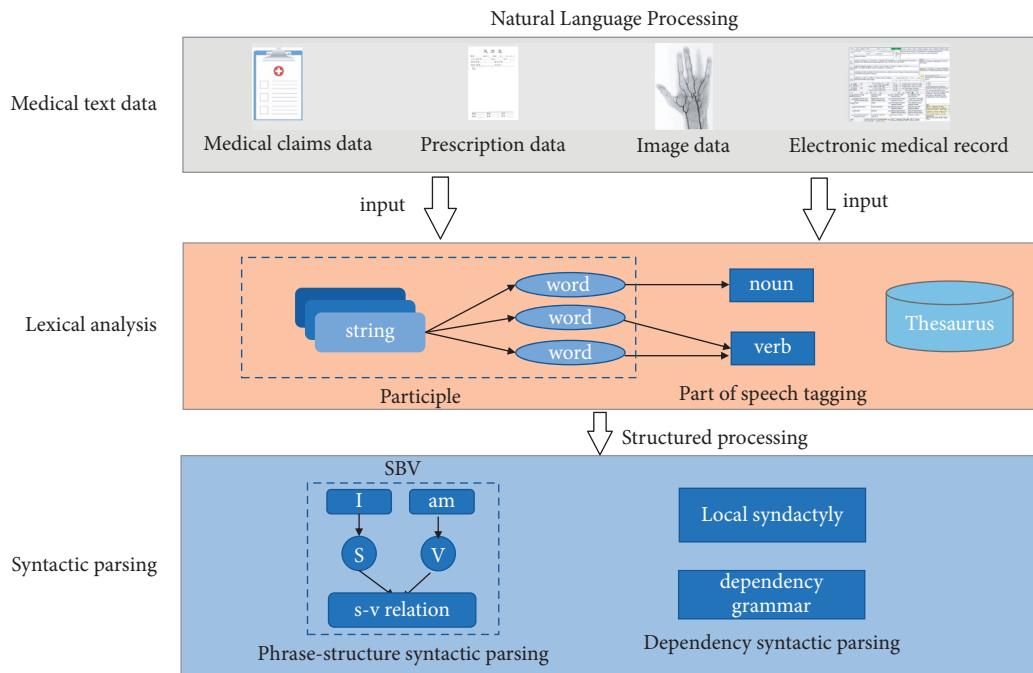 Natural Language Processing
Medical text data
Medical claims data
Prescription data
Image data
Electronic medical record
input
input
Lexical analysis
string
word
word
word
noun
verb
Thesaurus
Participle
Part of speech tagging
Structured processing
Syntactic parsing
SBV
I
am
S
V
s-v relation
Phrase-structure syntactic parsing
Local syndactyly
dependency
grammar
Dependency syntactic parsing